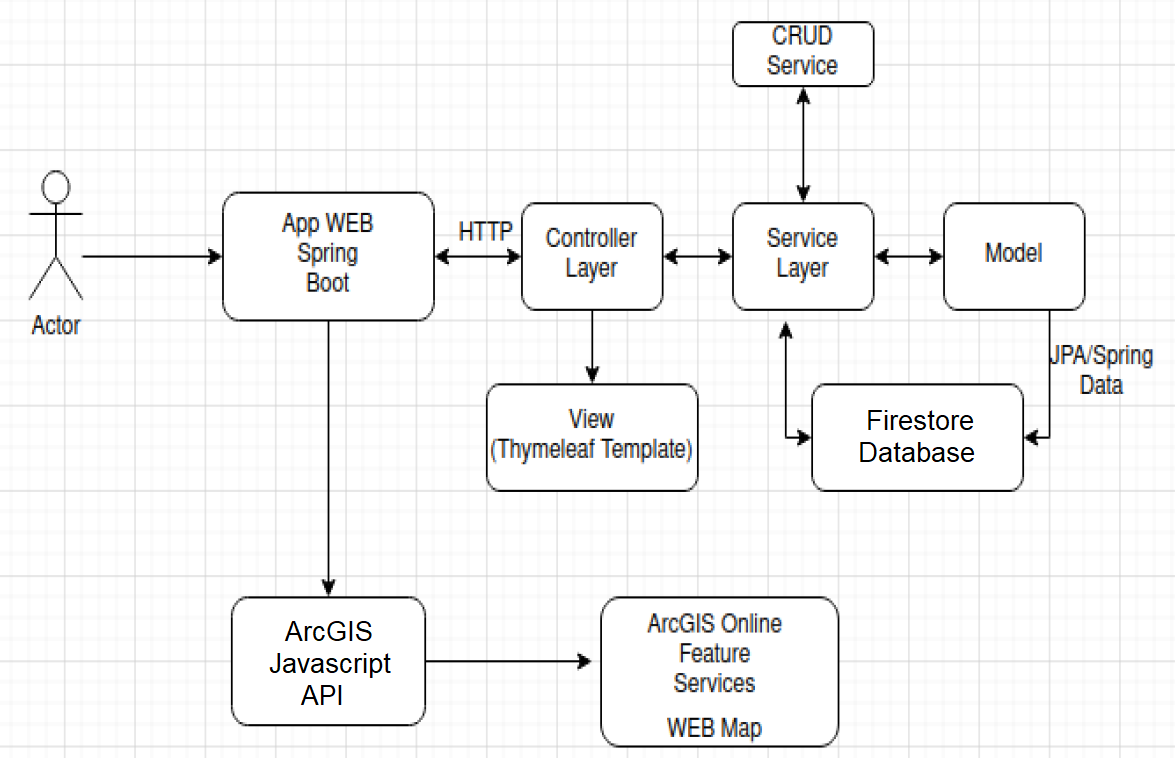 CRUD
Service
Actor
App WEB
Spring
Boot
HTTP
Controller
Layer
Service
Layer
Model
JPA/Spring
Data
View
(Thymeleaf Template)
Firestore
Database
ArcGIS
Javascript
API
ArcGIS Online
Feature
Services
WEB Map